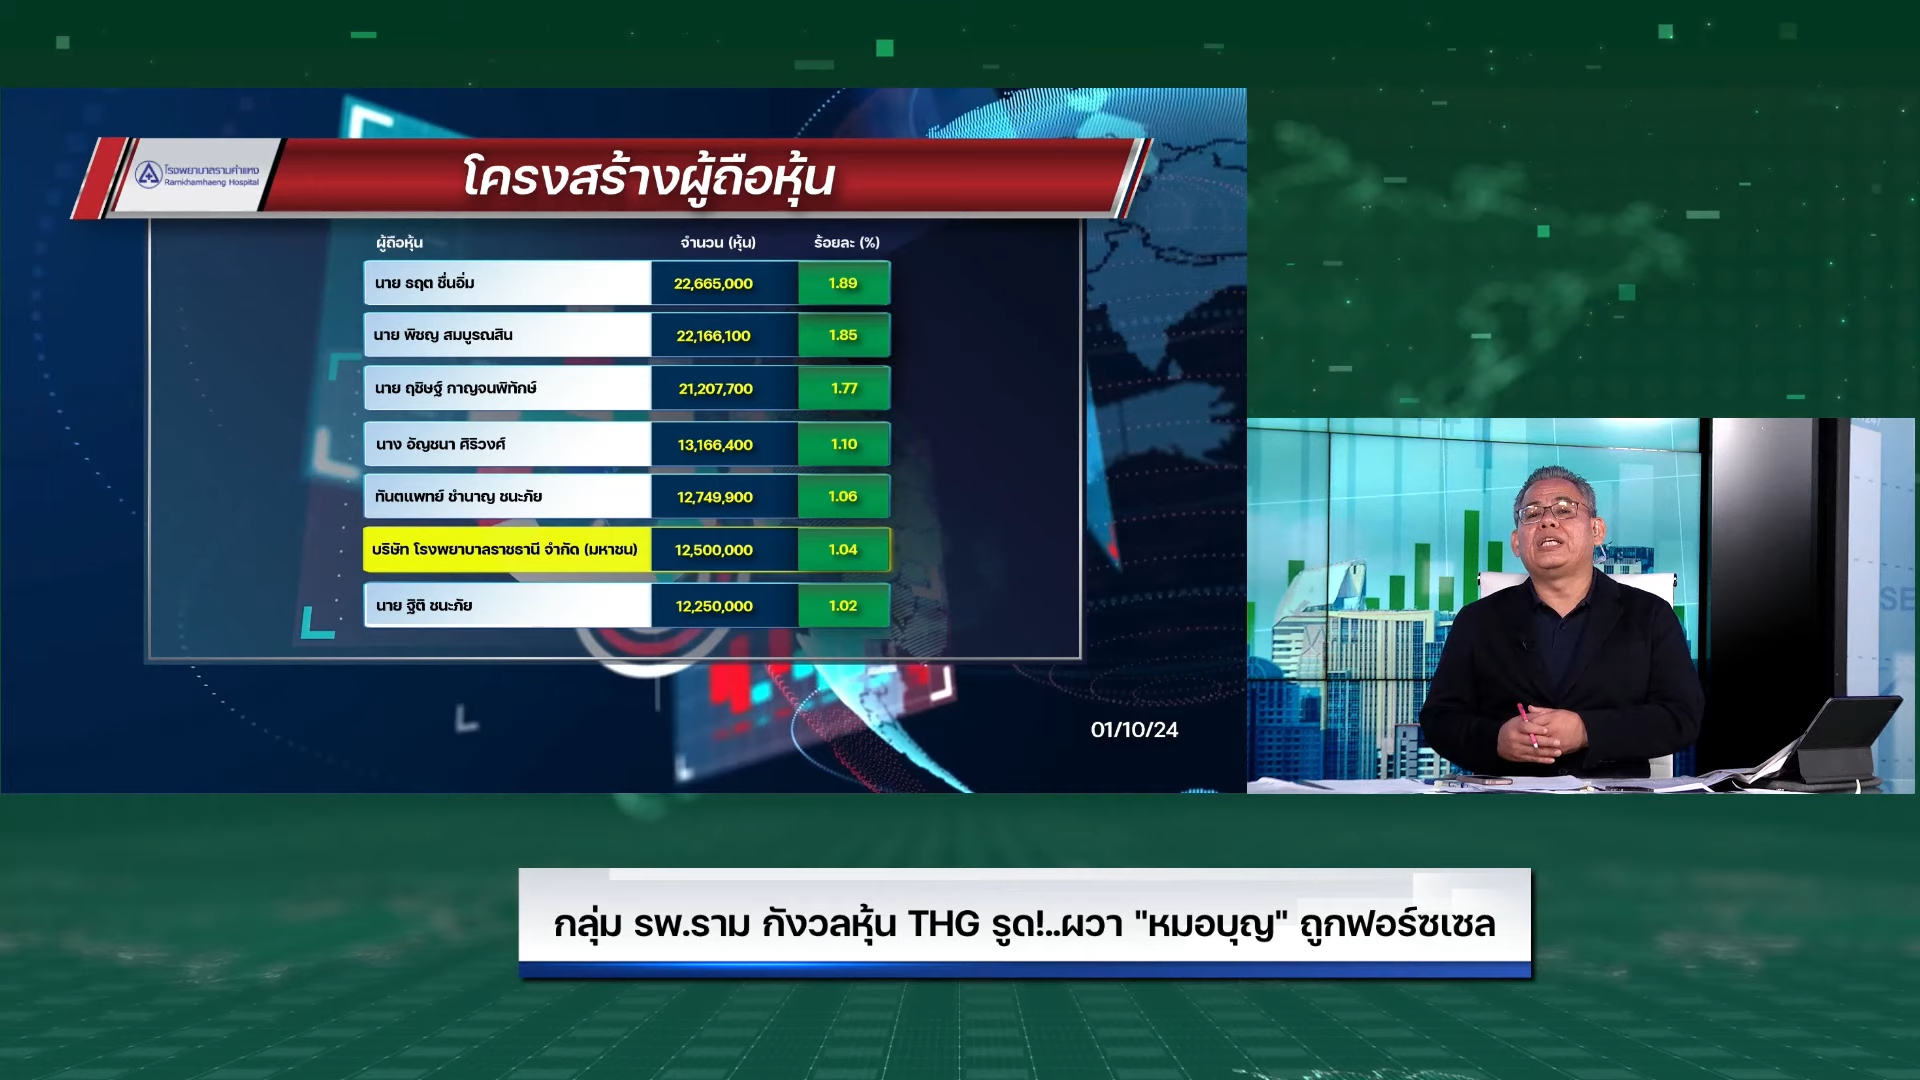 โรงพยาบาลรามคำแหง
Ramkhamhaeng Hospital
โครงสร้างผู้ถือหุ้น
ผู้ถือหุ้น จำนวน (หุ้น) ร้อยละ (%)
นาย ธฤต ชื่นอิ่ม 22,665,000 1.89
นาย พิชญ สมบูรณสิน 22,166,100 1.85
นาย ฤชิษฐ์ กาญจนพิทักษ์ 21,207,700 1.77
นาง อัญชนา ศิริวงศ์ 13,166,400 1.10
ทันตแพทย์ ชำนาญ ชนะภัย 12,749,900 1.06
บริษัท โรงพยาบาลราชธานี จำกัด (มหาชน) 12,500,000 1.04
นาย ฐิติ ชนะภัย 12,250,000 1.02
01/10/24
กลุ่ม รพ.ราม กังวลหุ้น THG รูด!..ผวา "หมอบุญ" ถูกฟอร์ซเซล